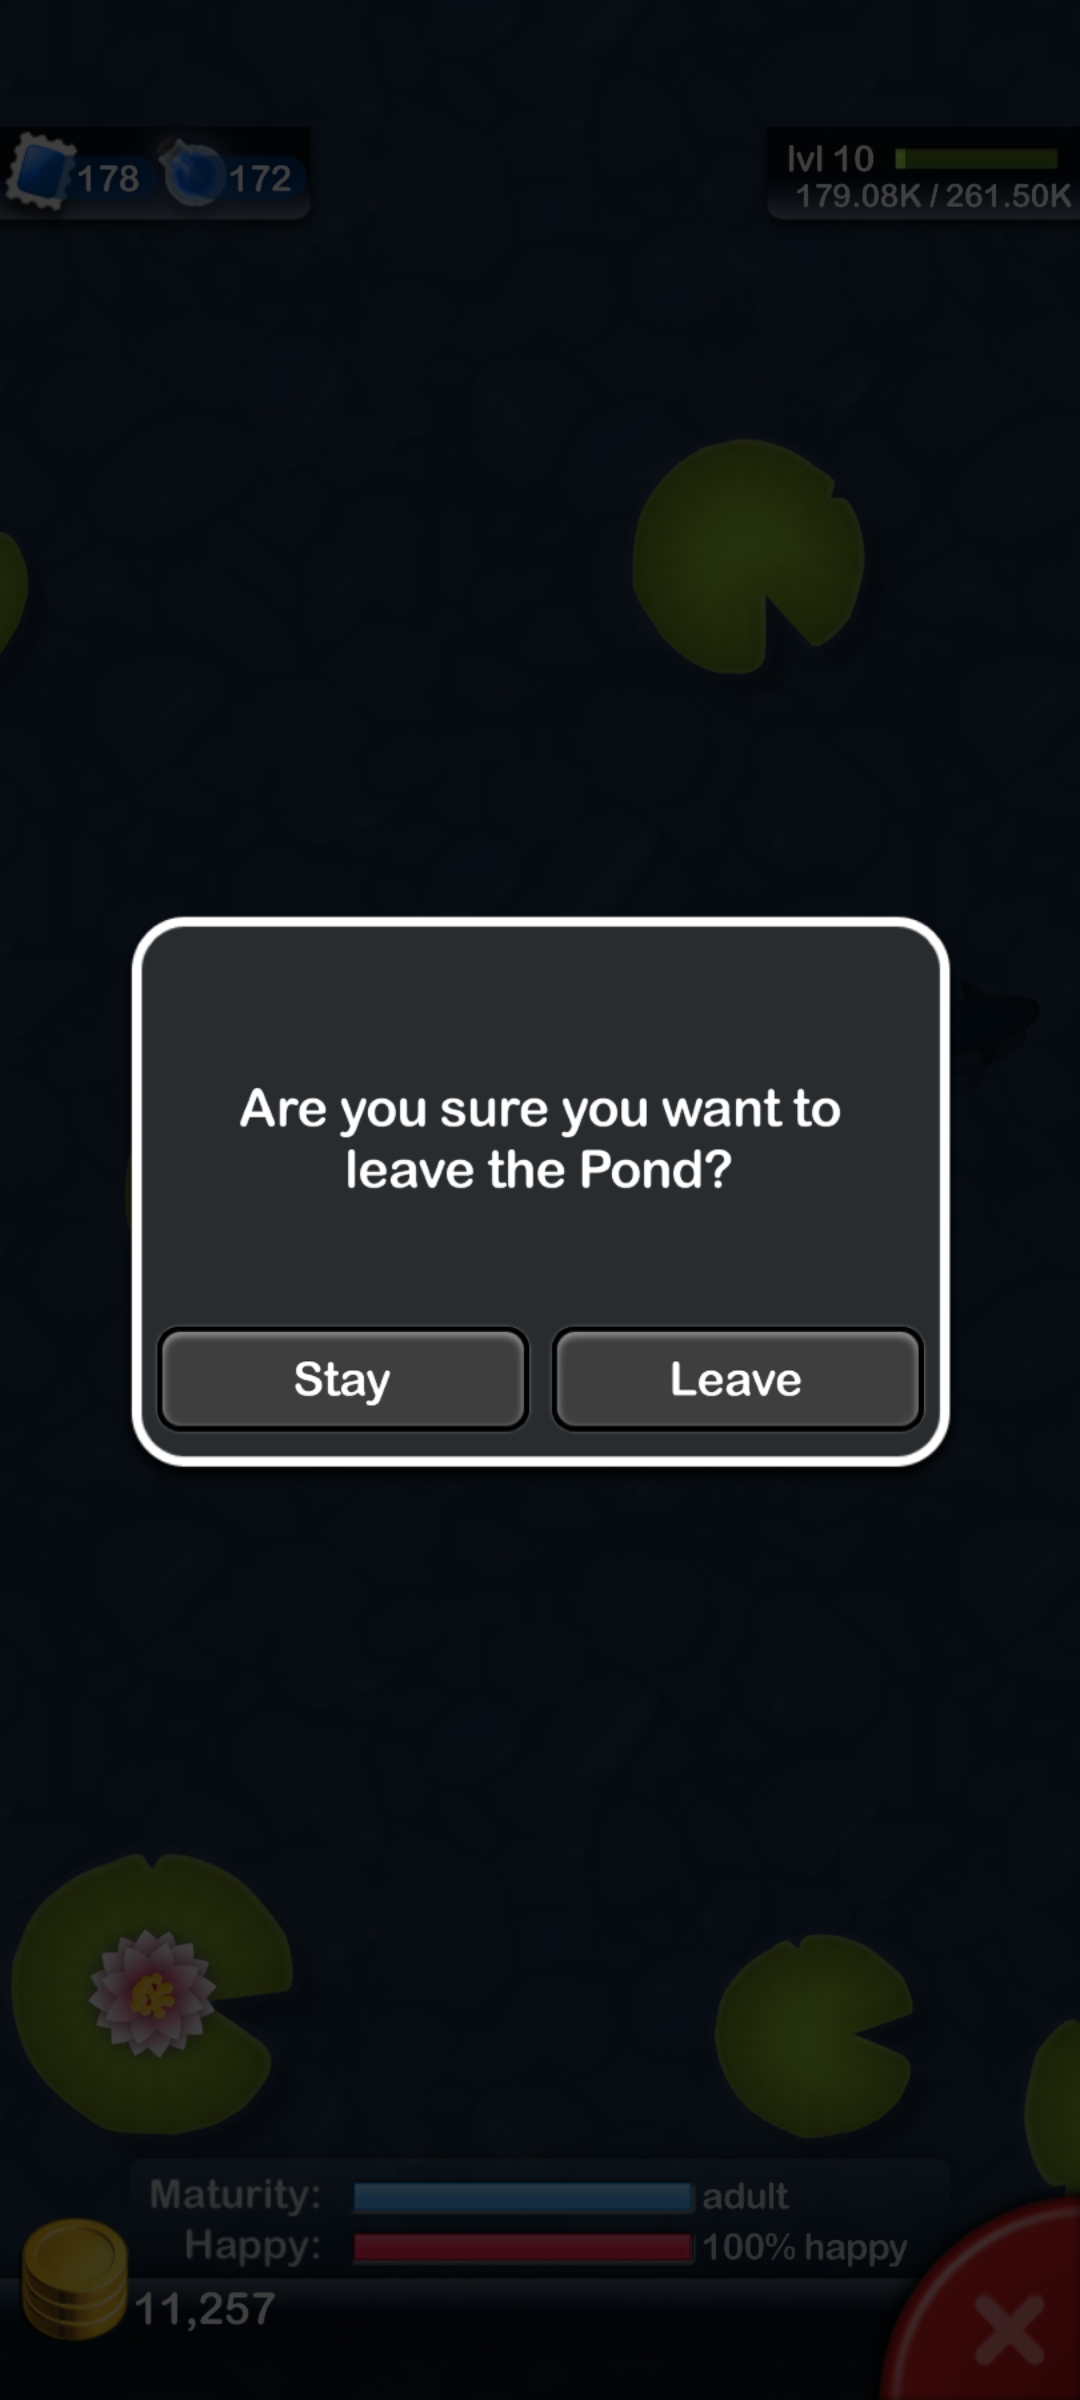 178 172
lvl 10
179.08K / 261.50K
Are you sure you want to
leave the Pond?
Stay Leave
Maturity: adult
Happy: 100% happy
11,257